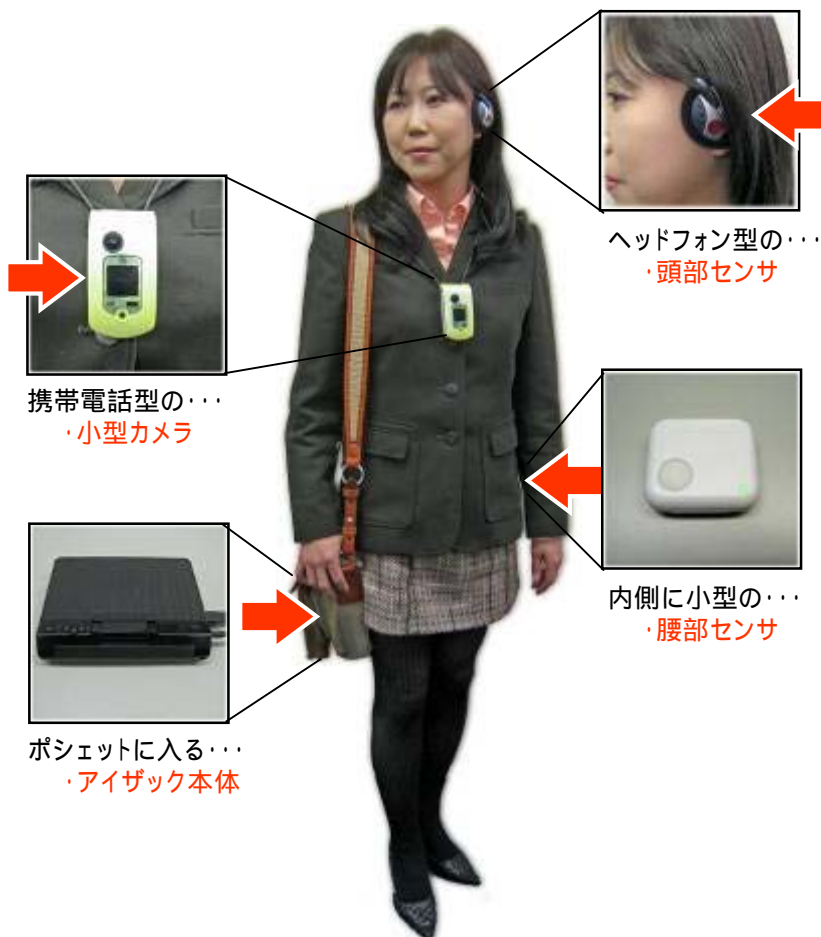 ヘッドフォン型の・・・
・頭部センサ
携帯電話型の・・・
・小型カメラ
内側に小型の・・・
・腰部センサ
ポシェットに入る・・・
・アイザック本体